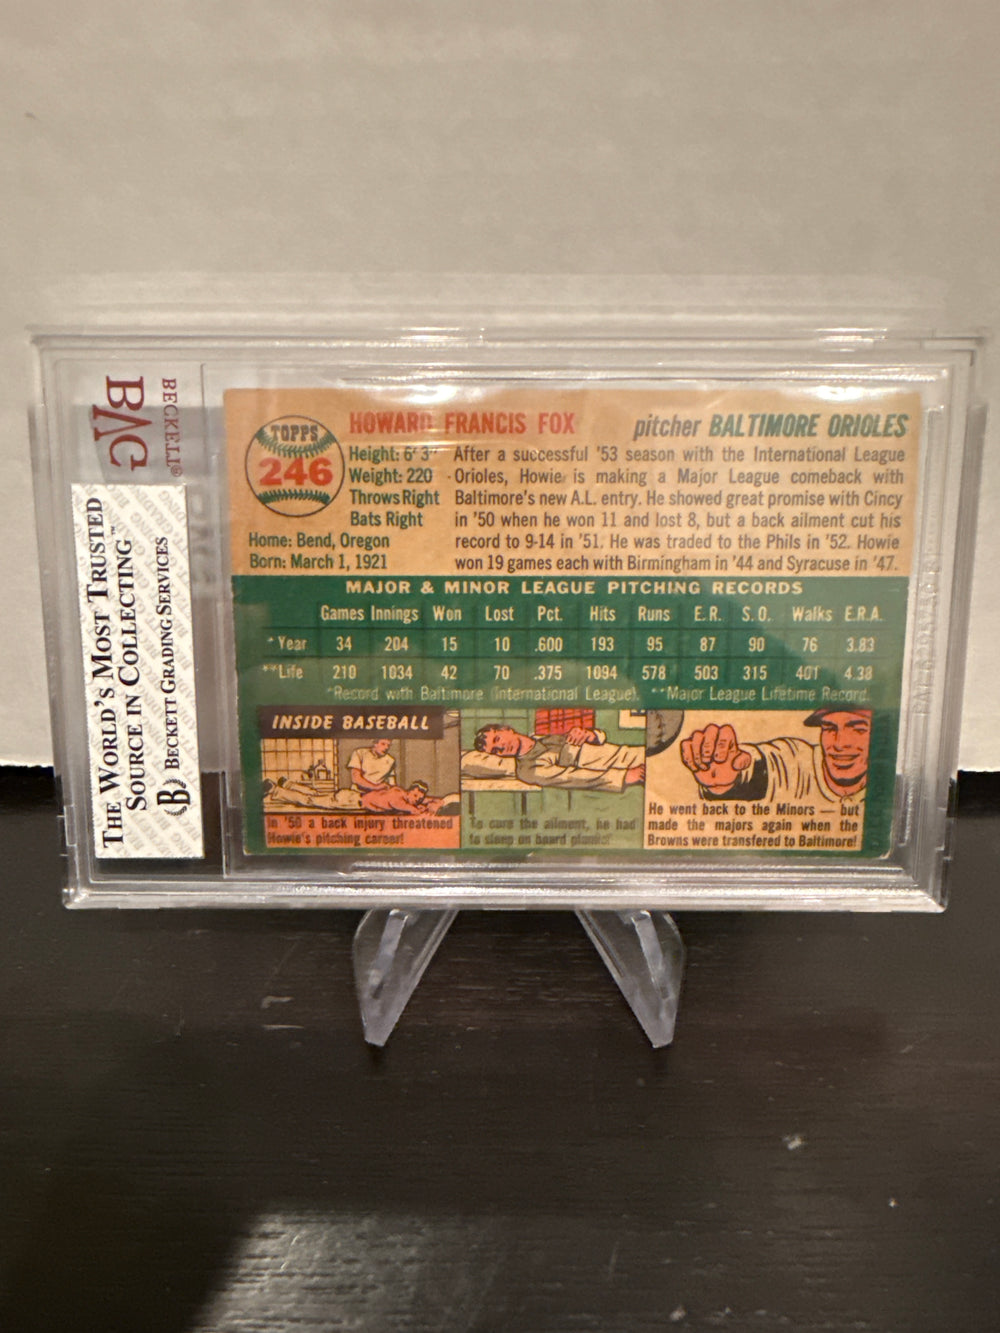 BECKETT®
BVG
THE WORLD'S MOST TRUSTED
SOURCE IN COLLECTING™
BECKETT GRADING SERVICES
TOPPS
246
HOWARD FRANCIS FOX
pitcher BALTIMORE ORIOLES
Height: 6' 3"
Weight: 220
Throws Right
Bats Right
Home: Bend, Oregon
Born: March 1, 1921
After a successful '53 season with the International League
Orioles, Howie is making a Major League comeback with
Baltimore's new A.L. entry. He showed great promise with Cincy
in '50 when he won 11 and lost 8, but a back ailment cut his
record to 9-14 in '51. He was traded to the Phils in '52. Howie
won 19 games each with Birmingham in '44 and Syracuse in '47.
MAJOR & MINOR LEAGUE PITCHING RECORDS
Games Innings Won Lost Pct. Hits Runs E.R. S.O. Walks E.R.A.
*Year 34 204 15 10 .600 193 95 87 90 76 3.83
**Life 210 1034 42 70 .375 1094 578 503 315 401 4.38
*Record with Baltimore (International League). **Major League Lifetime Record.
INSIDE BASEBALL
In '50 a back injury threatened
Howie's pitching career!
To cure the ailment, he had
to sleep on board planks!
He went back to the Minors — but
made the majors again when the
Browns were transfered to Baltimore!